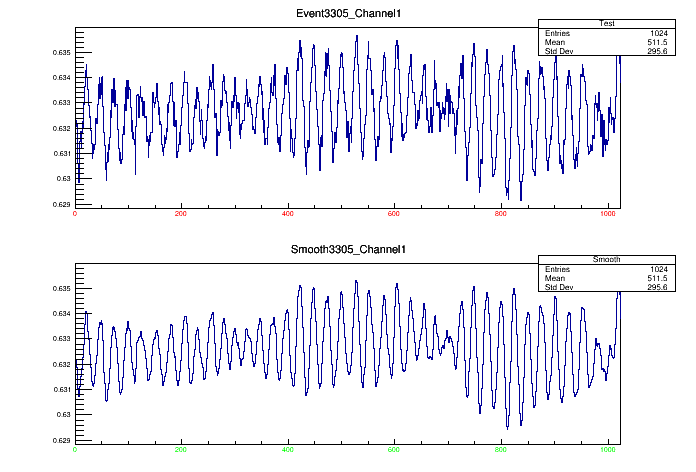 Event3305_Channel1
Test
Entries 1024
Mean 511.5
Std Dev 295.6
0.635
0.634
0.633
0.632
0.631
0.63
0.629
0 200 400 600 800 1000
Smooth3305_Channel1
Smooth
Entries 1024
Mean 511.5
Std Dev 295.6
0.635
0.634
0.633
0.632
0.631
0.63
0.629
0 200 400 600 800 1000